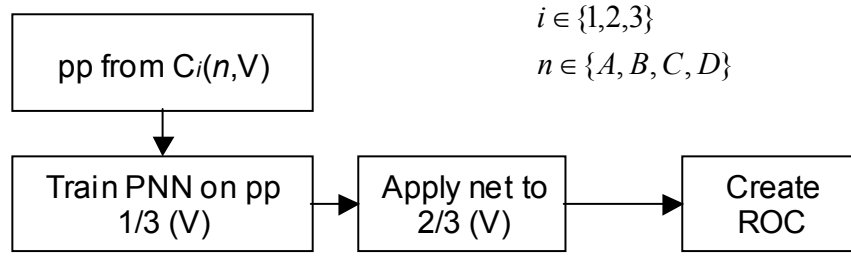 i ∈ {1,2,3}
pp from Ci(n,V)
n ∈ {A, B, C, D}
Train PNN on pp
1/3 (V)
Apply net to
2/3 (V)
Create
ROC